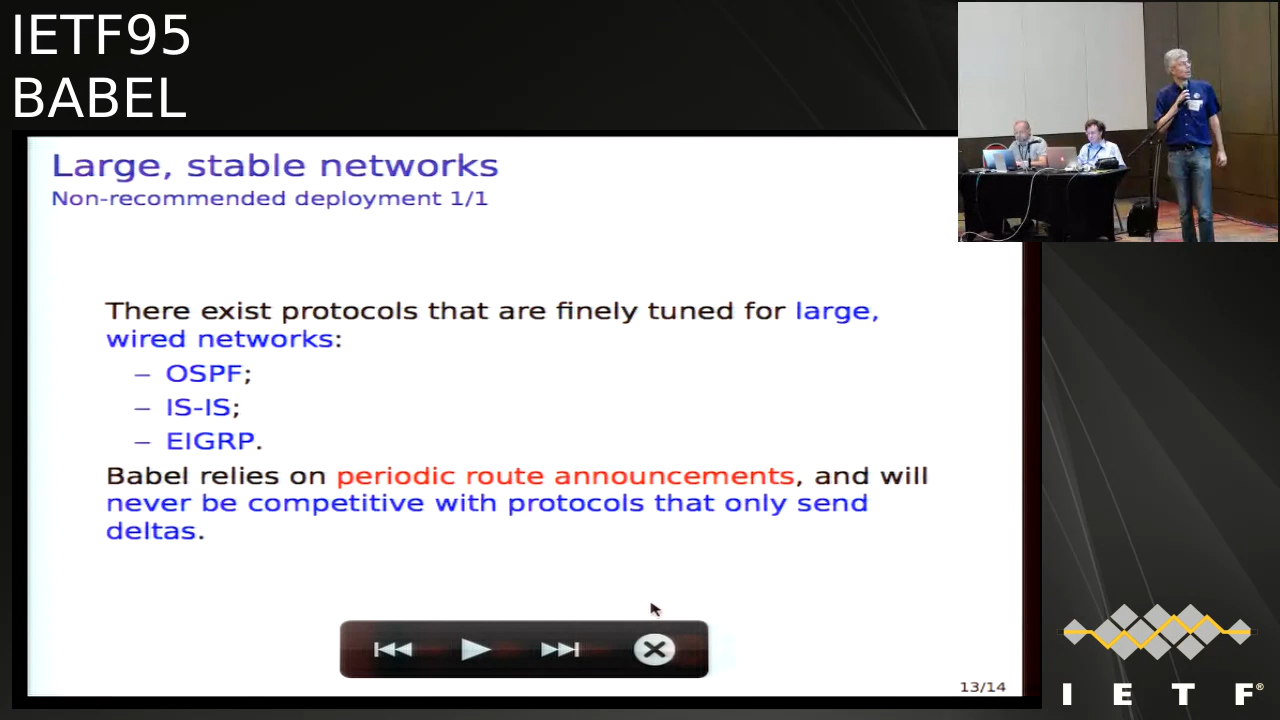 IETF95
BABEL
Large, stable networks
Non-recommended deployment 1/1
There exist protocols that are finely tuned for large,
wired networks:
– OSPF;
– IS-IS;
– EIGRP.
Babel relies on periodic route announcements, and will
never be competitive with protocols that only send
deltas.
13/14
I E T F®